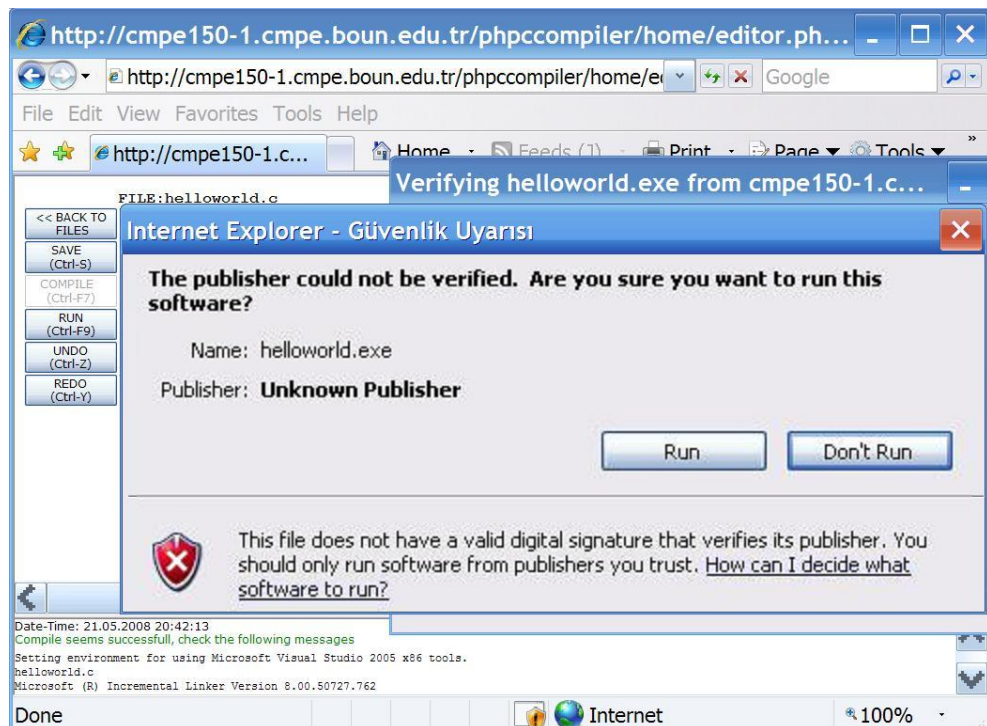 http://cmpe150-1.cmpe.boun.edu.tr/phpccompiler/home/editor.ph...
http://cmpe150-1.cmpe.boun.edu.tr/phpccompiler/home/e
Google
File Edit View Favorites Tools Help
http://cmpe150-1.c...
Home Feeds (1) Print Page Tools »
Verifying helloworld.exe from cmpe150-1.c...
FILE:helloworld.c
<< BACK TO
FILES
SAVE
(Ctrl-S)
COMPILE
(Ctrl-F7)
RUN
(Ctrl-F9)
UNDO
(Ctrl-Z)
REDO
(Ctrl-Y)
Internet Explorer - Güvenlik Uyarısı
The publisher could not be verified. Are you sure you want to run this
software?
Name: helloworld.exe
Publisher: Unknown Publisher
Run
Don't Run
This file does not have a valid digital signature that verifies its publisher. You
should only run software from publishers you trust. How can I decide what
software to run?
Date-Time: 21.05.2008 20:42:13
Compile seems successfull, check the following messages
Setting environment for using Microsoft Visual Studio 2005 x86 tools.
helloworld.c
Microsoft (R) Incremental Linker Version 8.00.50727.762
Done
Internet
100%